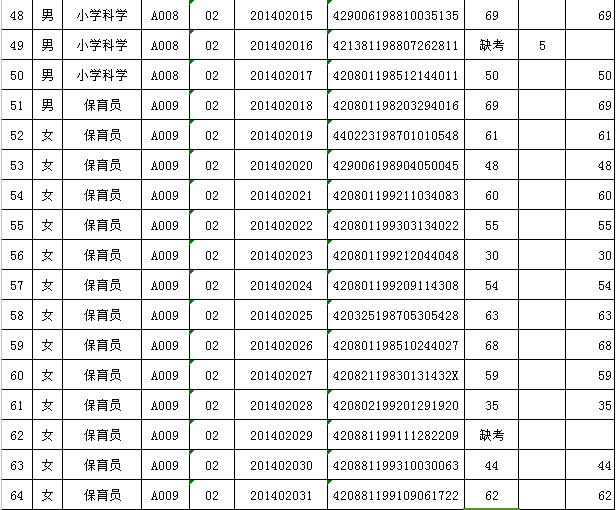 48 男 小学科学 A008 02 201402015 429006198810035135 69 69
49 男 小学科学 A008 02 201402016 421381198807262811 缺考 5
50 男 小学科学 A008 02 201402017 420801198512144011 50 50
51 男 保育员 A009 02 201402018 420801198203294016 69 69
52 女 保育员 A009 02 201402019 440223198701010548 61 61
53 女 保育员 A009 02 201402020 429006198904050045 48 48
54 女 保育员 A009 02 201402021 420801199211034083 60 60
55 女 保育员 A009 02 201402022 420801199303134022 55 55
56 女 保育员 A009 02 201402023 420801199212044048 30 30
57 女 保育员 A009 02 201402024 420801199209114308 54 54
58 女 保育员 A009 02 201402025 420325198705305428 63 63
59 女 保育员 A009 02 201402026 420801198510244027 68 68
60 女 保育员 A009 02 201402027 42082119830131432X 59 59
61 女 保育员 A009 02 201402028 420802199201291920 35 35
62 女 保育员 A009 02 201402029 420881199111282209 缺考
63 女 保育员 A009 02 201402030 420881199310030063 44 44
64 女 保育员 A009 02 201402031 420881199109061722 62 62